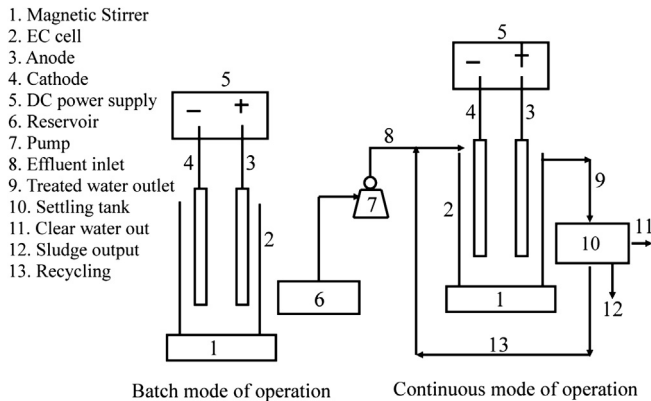 1. Magnetic Stirrer
2. EC cell
3. Anode
4. Cathode
5. DC power supply
6. Reservoir
7. Pump
8. Effluent inlet
9. Treated water outlet
10. Settling tank
11. Clear water out
12. Sludge output
13. Recycling
5
− +
4 3
2
1
Batch mode of operation
5
− +
4 3
8
7
6
2
1
9
10
11
12
13
Continuous mode of operation